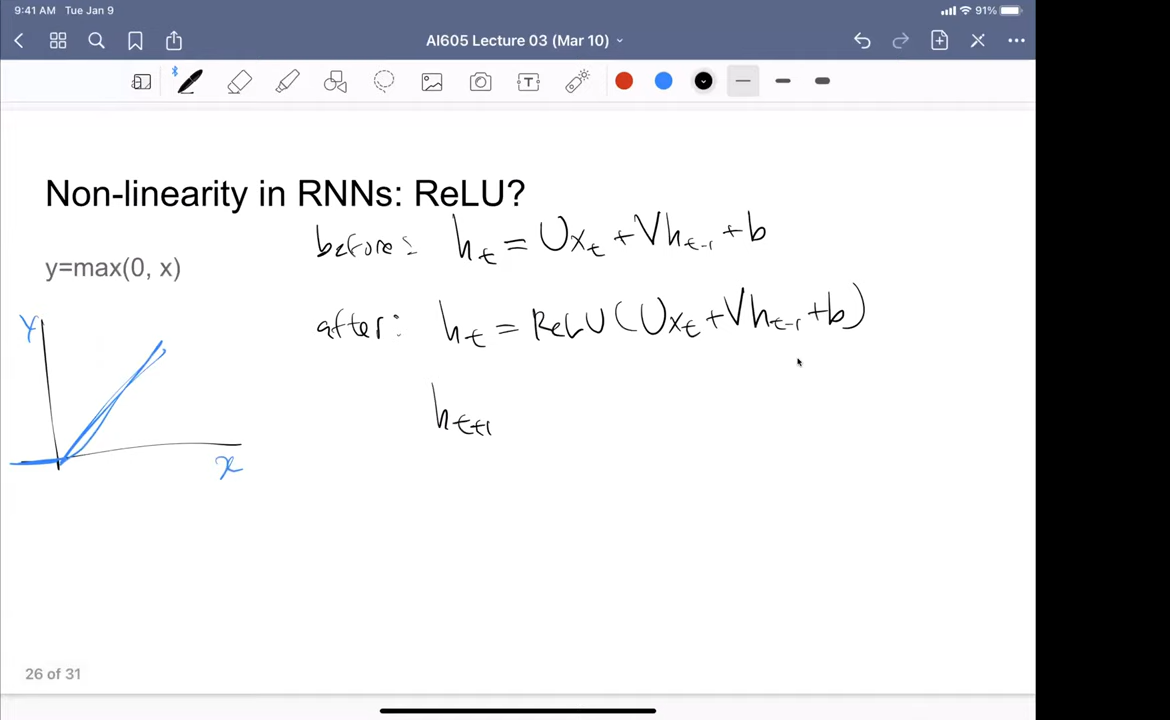 9:41 AM Tue Jan 9
91%
AI605 Lecture 03 (Mar 10)
Non-linearity in RNNs: ReLU?
before: h_t = Ux_t + Vh_{t-1} + b
y=max(0, x)
after: h_t = ReLU(Ux_t + Vh_{t-1} + b)
Y
h_{t+1}
x
26 of 31